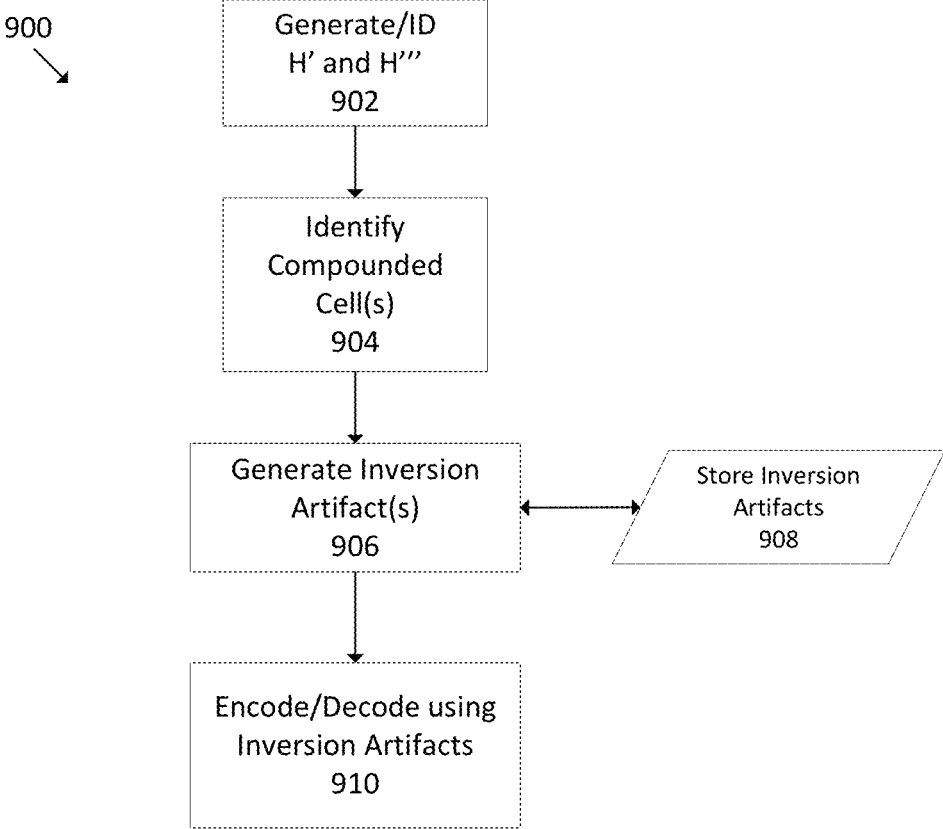 900
Generate/ID
H' and H'''
902
Identify
Compounded
Cell(s)
904
Generate Inversion
Artifact(s)
906
Store Inversion
Artifacts
908
Encode/Decode using
Inversion Artifacts
910